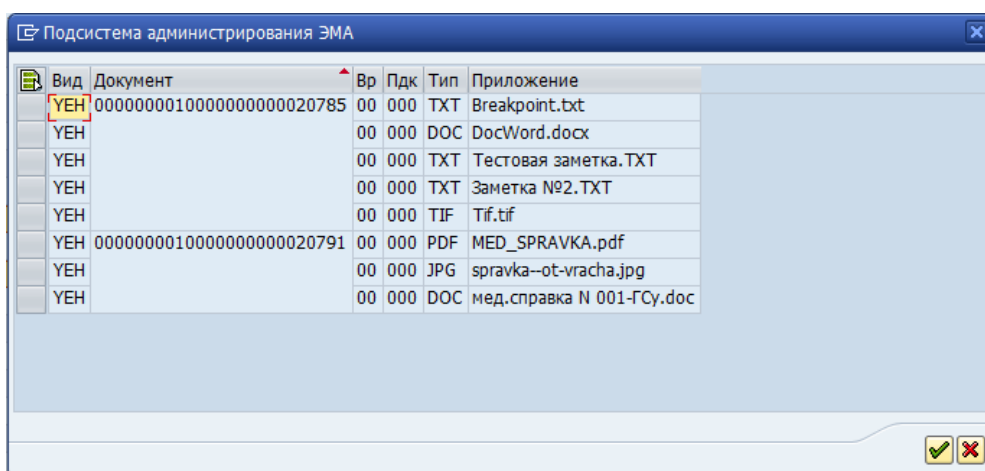 Подсистема администрирования ЭМА
Вид Документ Вр Пдк Тип Приложение
YEH 0000000010000000000020785 00 000 TXT Breakpoint.txt
YEH 00 000 DOC DocWord.docx
YEH 00 000 TXT Тестовая заметка.TXT
YEH 00 000 TXT Заметка №2.TXT
YEH 00 000 TIF Tif.tif
YEH 0000000010000000000020791 00 000 PDF MED_SPRAVKA.pdf
YEH 00 000 JPG spravka--ot-vracha.jpg
YEH 00 000 DOC мед.справка N 001-ГСу.doc